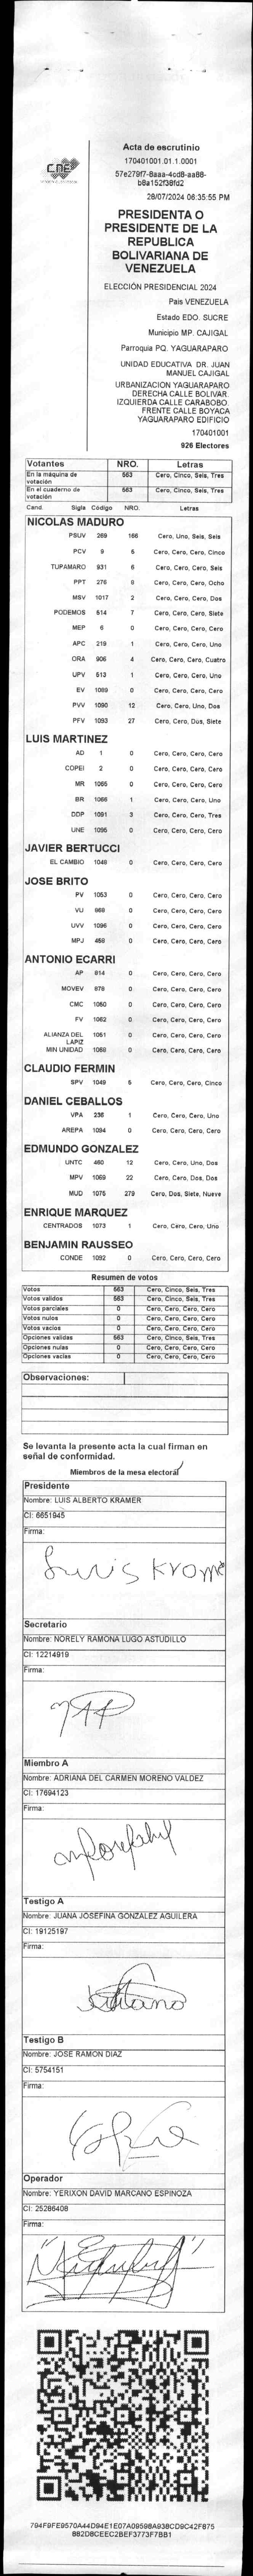 CNE
Acta de escrutinio
170401001.01.1.0001
57e279f7-8aaa-4cd8-aa88-
b8a152f38fd2
28/07/2024 06:35:55 PM
PRESIDENTA O
PRESIDENTE DE LA
REPUBLICA
BOLIVARIANA DE
VENEZUELA
ELECCIÓN PRESIDENCIAL 2024
Pais VENEZUELA
Estado EDO. SUCRE
Municipio MP. CAJIGAL
Parroquia PQ. YAGUARAPARO
UNIDAD EDUCATIVA DR. JUAN
MANUEL CAJIGAL
URBANIZACION YAGUARAPARO
DERECHA CALLE BOLIVAR.
IZQUIERDA CALLE CARABOBO.
FRENTE CALLE BOYACA
YAGUARAPARO EDIFICIO
170401001
926 Electores
Votantes NRO. Letras
En la máquina de votación 563 Cero, Cinco, Seis, Tres
En el cuaderno de votación 563 Cero, Cinco, Seis, Tres
Cand. Sigla Código NRO. Letras
NICOLAS MADURO
PSUV 269 166 Cero, Uno, Seis, Seis
PCV 9 5 Cero, Cero, Cero, Cinco
TUPAMARO 931 6 Cero, Cero, Cero, Seis
PPT 276 8 Cero, Cero, Cero, Ocho
MSV 1017 2 Cero, Cero, Cero, Dos
PODEMOS 514 7 Cero, Cero, Cero, Siete
MEP 6 0 Cero, Cero, Cero, Cero
APC 219 1 Cero, Cero, Cero, Uno
ORA 906 4 Cero, Cero, Cero, Cuatro
UPV 513 1 Cero, Cero, Cero, Uno
EV 1089 0 Cero, Cero, Cero, Cero
PVV 1090 12 Cero, Cero, Uno, Dos
PFV 1093 27 Cero, Cero, Dos, Siete
LUIS MARTINEZ
AD 1 0 Cero, Cero, Cero, Cero
COPEI 2 0 Cero, Cero, Cero, Cero
MR 1065 0 Cero, Cero, Cero, Cero
BR 1066 1 Cero, Cero, Cero, Uno
DDP 1091 3 Cero, Cero, Cero, Tres
UNE 1095 0 Cero, Cero, Cero, Cero
JAVIER BERTUCCI
EL CAMBIO 1048 0 Cero, Cero, Cero, Cero
JOSE BRITO
PV 1053 0 Cero, Cero, Cero, Cero
VU 868 0 Cero, Cero, Cero, Cero
UVV 1096 0 Cero, Cero, Cero, Cero
MPJ 458 0 Cero, Cero, Cero, Cero
ANTONIO ECARRI
AP 814 0 Cero, Cero, Cero, Cero
MOVEV 878 0 Cero, Cero, Cero, Cero
CMC 1050 0 Cero, Cero, Cero, Cero
FV 1062 0 Cero, Cero, Cero, Cero
ALIANZA DEL LAPIZ 1051 0 Cero, Cero, Cero, Cero
MIN UNIDAD 1068 0 Cero, Cero, Cero, Cero
CLAUDIO FERMIN
SPV 1049 5 Cero, Cero, Cero, Cinco
DANIEL CEBALLOS
VPA 236 1 Cero, Cero, Cero, Uno
AREPA 1094 0 Cero, Cero, Cero, Cero
EDMUNDO GONZALEZ
UNTC 460 12 Cero, Cero, Uno, Dos
MPV 1069 22 Cero, Cero, Dos, Dos
MUD 1075 279 Cero, Dos, Siete, Nueve
ENRIQUE MARQUEZ
CENTRADOS 1073 1 Cero, Cero, Cero, Uno
BENJAMIN RAUSSEO
CONDE 1092 0 Cero, Cero, Cero, Cero
Resumen de votos
Votos 563 Cero, Cinco, Seis, Tres
Votos validos 563 Cero, Cinco, Seis, Tres
Votos parciales 0 Cero, Cero, Cero, Cero
Votos nulos 0 Cero, Cero, Cero, Cero
Votos vacios 0 Cero, Cero, Cero, Cero
Opciones validas 563 Cero, Cinco, Seis, Tres
Opciones nulas 0 Cero, Cero, Cero, Cero
Opciones vacias 0 Cero, Cero, Cero, Cero
Observaciones:
Se levanta la presente acta la cual firman en
señal de conformidad.
Miembros de la mesa electoral
Presidente
Nombre: LUIS ALBERTO KRAMER
CI: 6651945
Firma:
Luis Krame
Secretario
Nombre: NORELY RAMONA LUGO ASTUDILLO
CI: 12214919
Firma:
Miembro A
Nombre: ADRIANA DEL CARMEN MORENO VALDEZ
CI: 17694123
Firma:
Testigo A
Nombre: JUANA JOSEFINA GONZALEZ AGUILERA
CI: 19125197
Firma:
Testigo B
Nombre: JOSE RAMON DIAZ
CI: 5754151
Firma:
Operador
Nombre: YERIXON DAVID MARCANO ESPINOZA
CI: 25286408
Firma:
794F9FE9570A44D94E1E07A09598A938CD9C42F875
882D8CEEC2BEF3773F7BB1